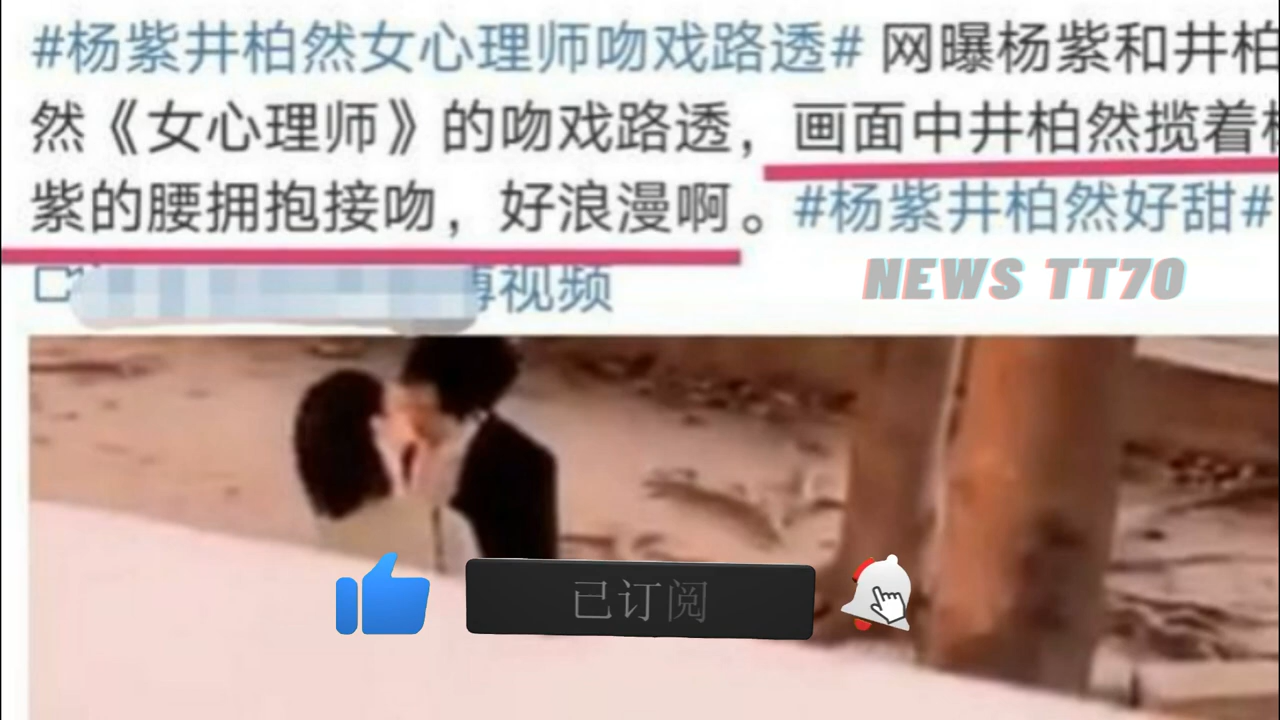 #杨紫井柏然女心理师吻戏路透# 网曝杨紫和井柏
然《女心理师》的吻戏路透，画面中井柏然揽着
紫的腰拥抱接吻，好浪漫啊。#杨紫井柏然好甜#
视频
NEWS TT70
已订阅